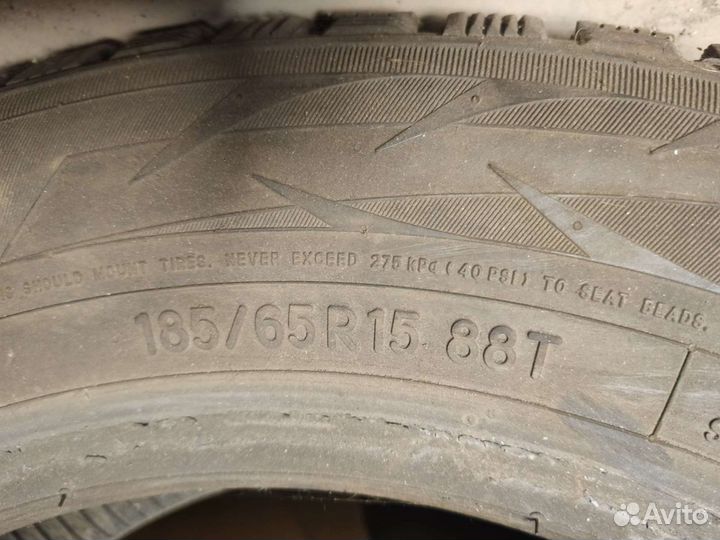 SHOULD MOUNT TIRES. NEVER EXCEED 275 KPa (40 PSI) TO SEAT BEADS.
185/65R15 88T
Avito